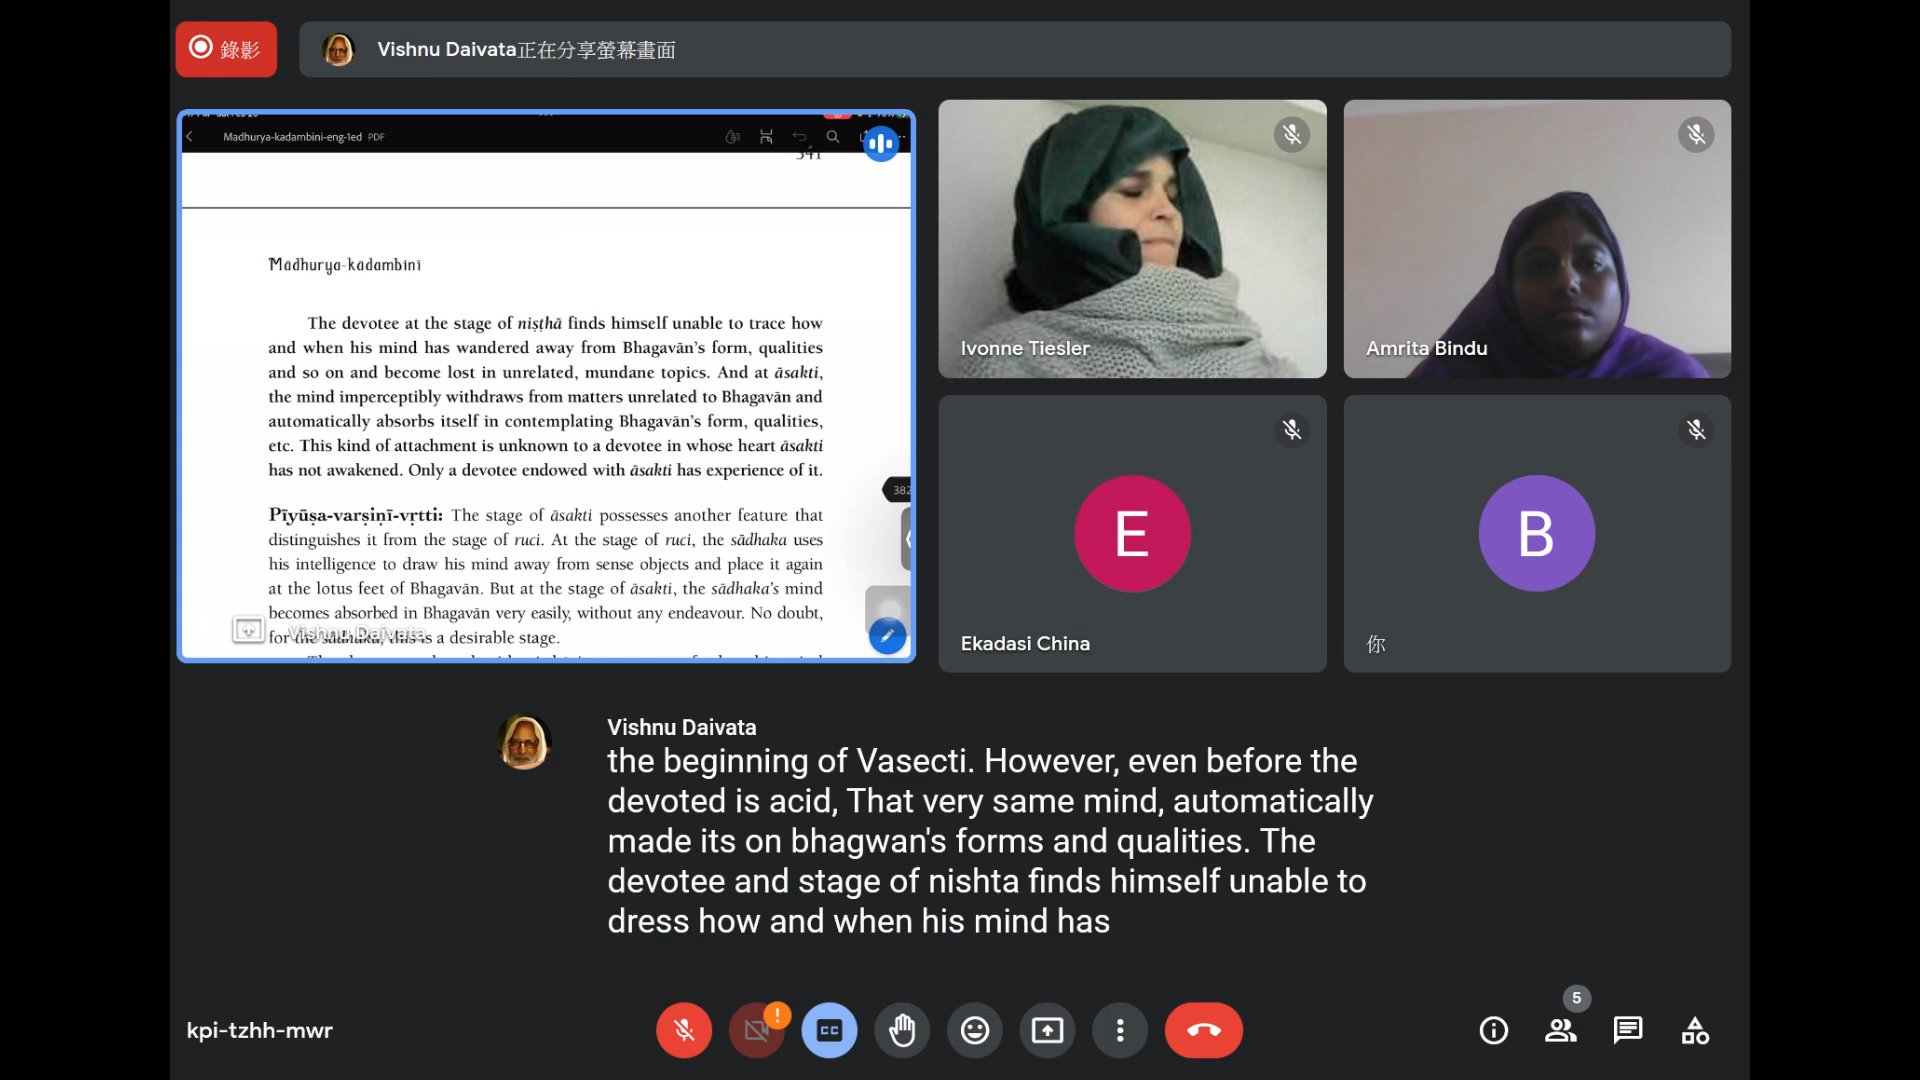 錄影
Vishnu Daivata正在分享螢幕畫面
Madhurya-kadambini-eng-1ed PDF
341
Mādhurya-kādambinī
The devotee at the stage of niṣṭhā finds himself unable to trace how
and when his mind has wandered away from Bhagavān's form, qualities
and so on and become lost in unrelated, mundane topics. And at āsakti,
the mind imperceptibly withdraws from matters unrelated to Bhagavān and
automatically absorbs itself in contemplating Bhagavān's form, qualities,
etc. This kind of attachment is unknown to a devotee in whose heart āsakti
has not awakened. Only a devotee endowed with āsakti has experience of it.
382
Pīyūṣa-varṣiṇī-vṛtti: The stage of āsakti possesses another feature that
distinguishes it from the stage of ruci. At the stage of ruci, the sādhaka uses
his intelligence to draw his mind away from sense objects and place it again
at the lotus feet of Bhagavān. But at the stage of āsakti, the sādhaka's mind
becomes absorbed in Bhagavān very easily, without any endeavour. No doubt,
for the sādhaka, this is a desirable stage.
Vishnu Daivata
Ivonne Tiesler
Amrita Bindu
E
Ekadasi China
B
你
Vishnu Daivata
the beginning of Vasecti. However, even before the
devoted is acid, That very same mind, automatically
made its on bhagwan's forms and qualities. The
devotee and stage of nishta finds himself unable to
dress how and when his mind has
kpi-tzhh-mwr
!
CC
5